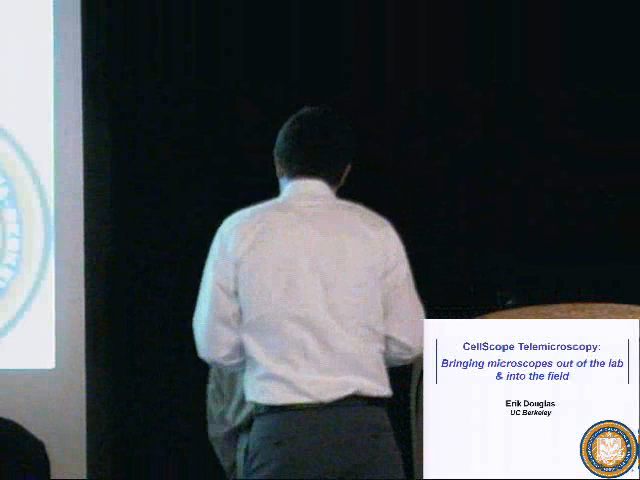 CellScope Telemicroscopy:
Bringing microscopes out of the lab
& into the field
Erik Douglas
UC Berkeley